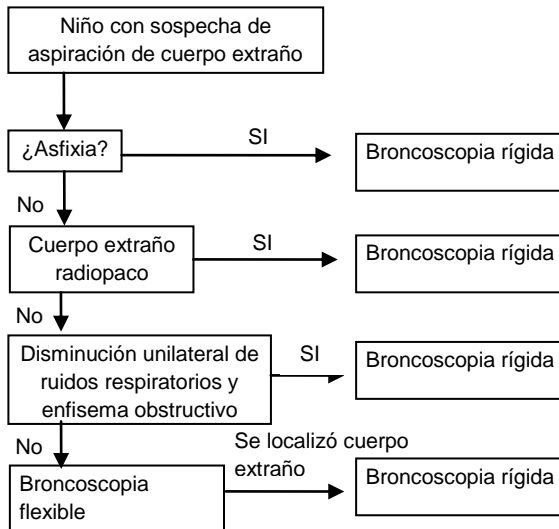 Niño con sospecha de
aspiración de cuerpo extraño
¿Asfixia?
SI
Broncoscopia rígida
No
Cuerpo extraño
radiopaco
SI
Broncoscopia rígida
No
Disminución unilateral de
ruidos respiratorios y
enfisema obstructivo
SI
Broncoscopia rígida
No
Broncoscopia
flexible
Se localizó cuerpo
extraño
Broncoscopia rígida